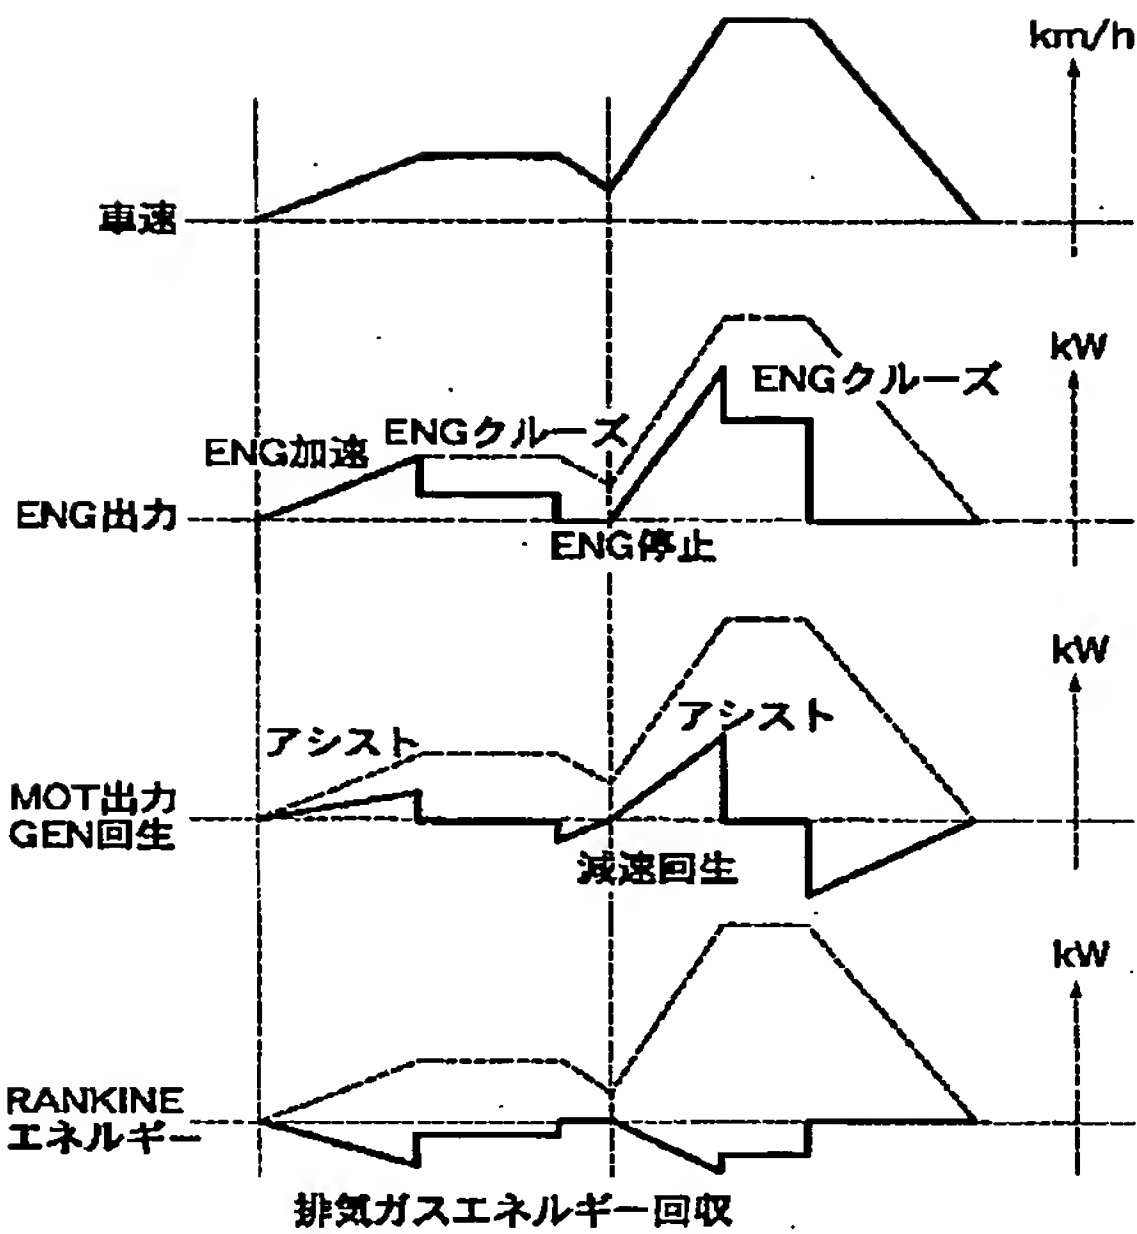 km/h
車速
kW
ENGクルーズ
ENGクルーズ
ENG加速
ENG出力
ENG停止
kW
アシスト
アシスト
MOT出力
GEN回生
減速回生
kW
RANKINE
エネルギー
排気ガスエネルギー回収